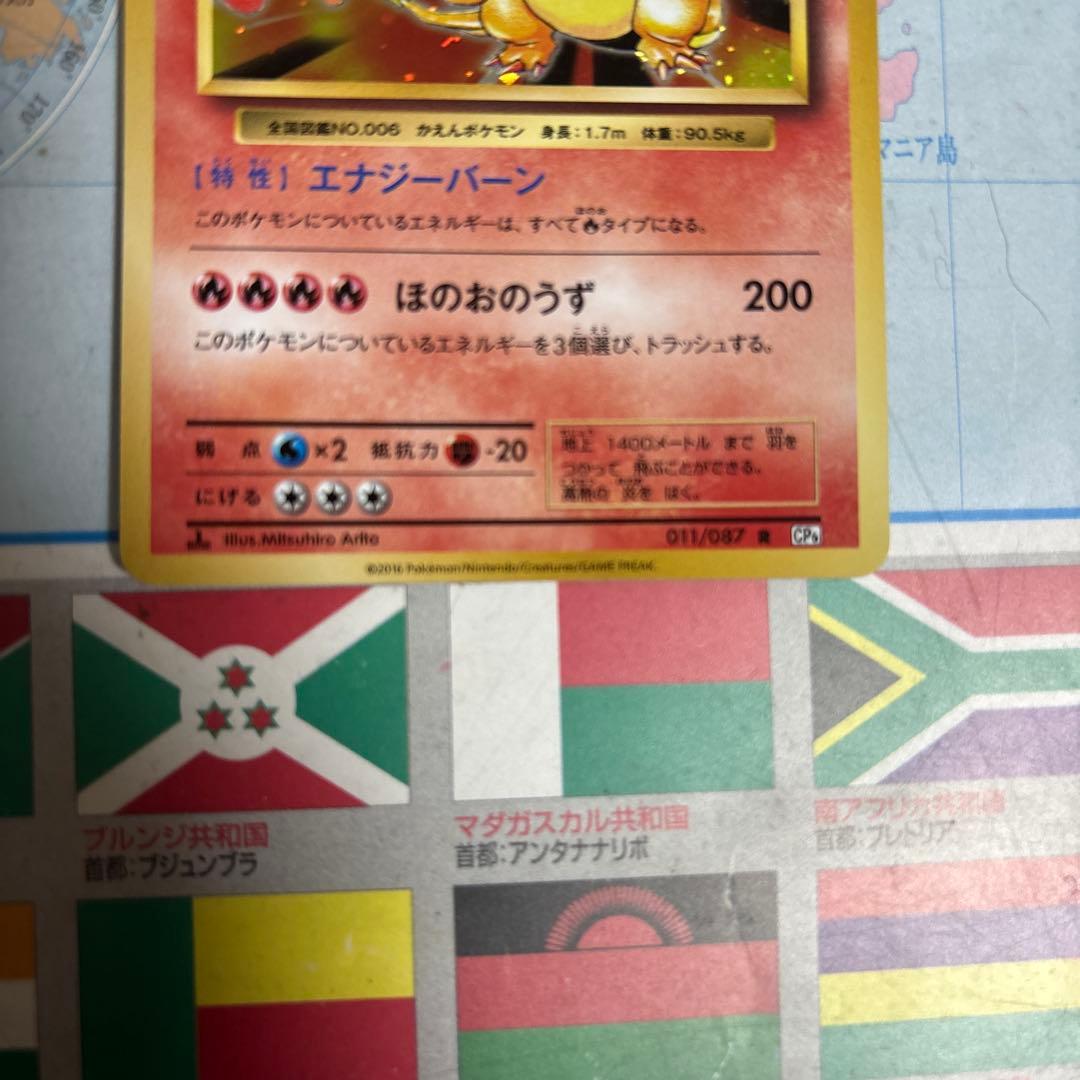 全国図鑑NO.006 かえんポケモン 身長:1.7m 体重:90.5kg
マニア島
[特性] エナジーバーン
このポケモンについているエネルギーは、すべてタイプになる。
ほのおのうず 200
このポケモンについているエネルギーを3個選び、トラッシュする。
弱点 ×2 抵抗力 -20
にげる
地上 1400メートル まで 羽を
つかって 飛ぶことができる。
高熱の 炎を はく。
illus.Mitsuhiro Arita
011/087 R CP6
©2016 Pokémon/Nintendo/Creatures/GAME FREAK.
ブルンジ共和国
首都:ブジュンブラ
マダガスカル共和国
首都:アンタナナリボ
南アフリカ共和国
首都:プレトリア